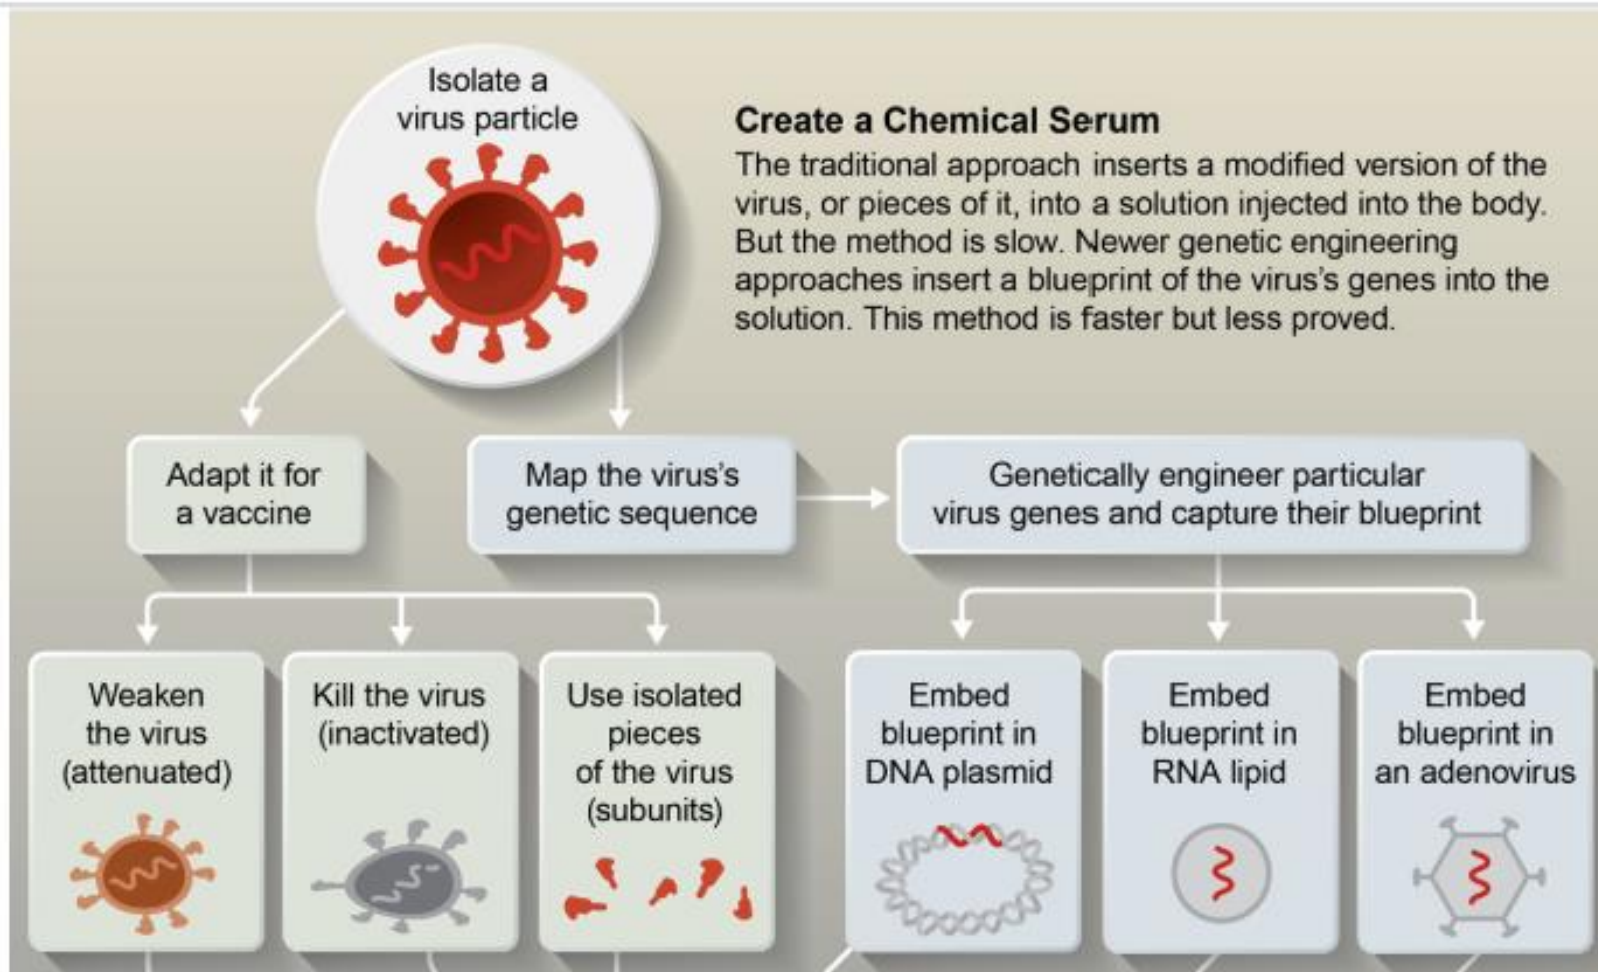 Isolate a
virus particle
Create a Chemical Serum
The traditional approach inserts a modified version of the
virus, or pieces of it, into a solution injected into the body.
But the method is slow. Newer genetic engineering
approaches insert a blueprint of the virus's genes into the
solution. This method is faster but less proved.
Adapt it for
a vaccine
Map the virus's
genetic sequence
Genetically engineer particular
virus genes and capture their blueprint
Weaken
the virus
(attenuated)
Kill the virus
(inactivated)
Use isolated
pieces
of the virus
(subunits)
Embed
blueprint in
DNA plasmid
Embed
blueprint in
RNA lipid
Embed
blueprint in
an adenovirus